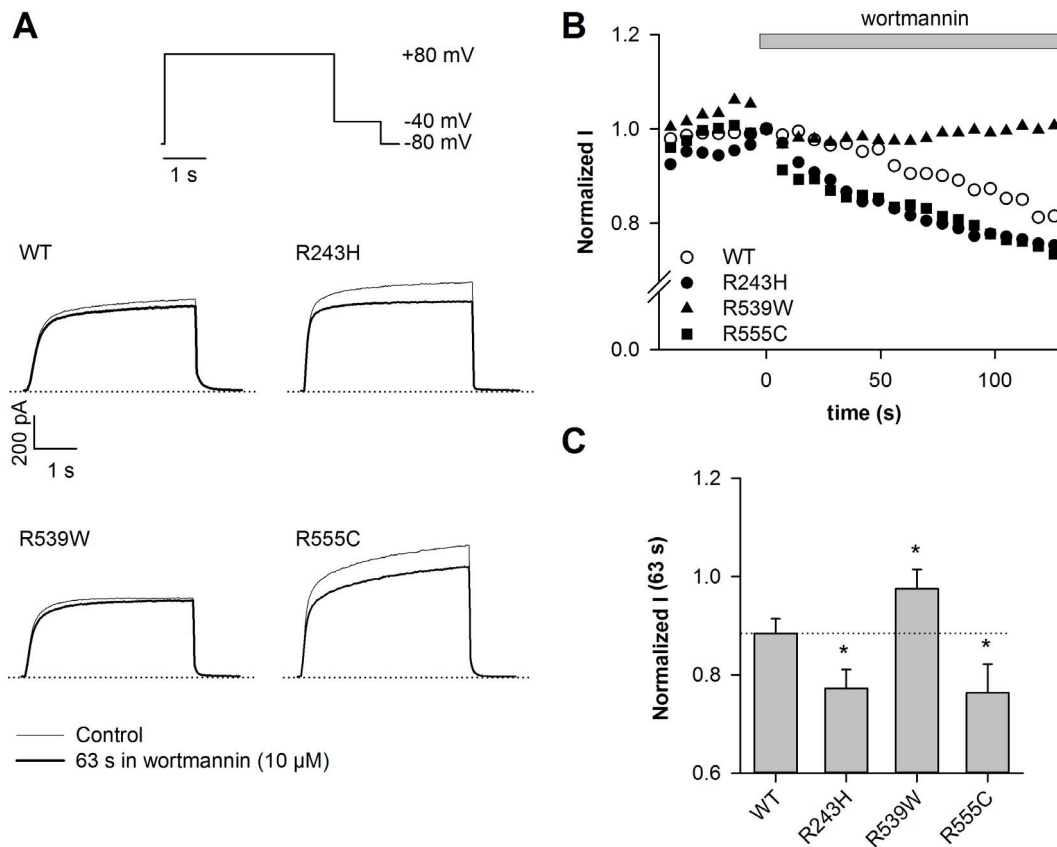 A
+80 mV
-40 mV
-80 mV
1 s
WT
R243H
200 pA
1 s
R539W
R555C
Control
63 s in wortmannin (10 µM)
B
wortmannin
1.2
1.0
0.8
0.0
Normalized I
WT
R243H
R539W
R555C
0
50
100
time (s)
C
1.2
1.0
0.8
0.6
Normalized I (63 s)
*
*
*
WT
R243H
R539W
R555C